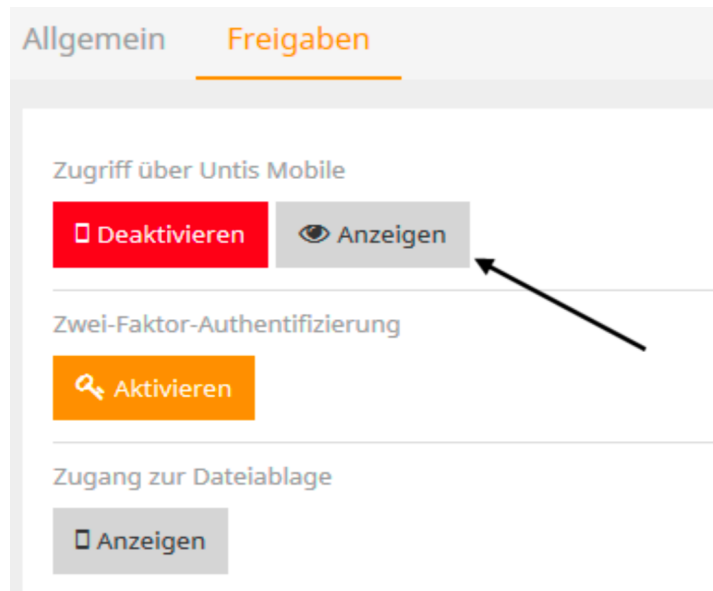 Allgemein Freigaben
Zugriff über Untis Mobile
Deaktivieren Anzeigen
Zwei-Faktor-Authentifizierung
Aktivieren
Zugang zur Dateiablage
Anzeigen